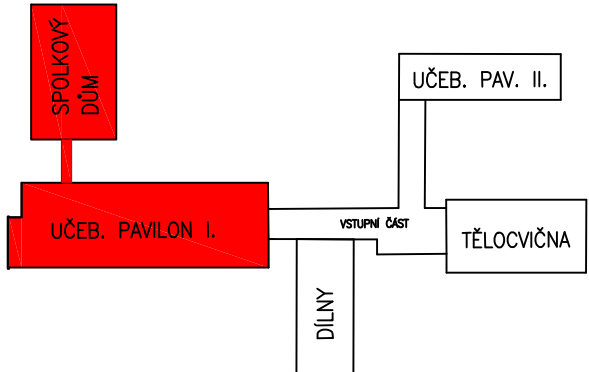 SPOLKOVÝ
DŮM
UČEB. PAV. II.
UČEB. PAVILON I.
VSTUPNÍ ČÁST
TĚLOCVIČNA
DÍLNY